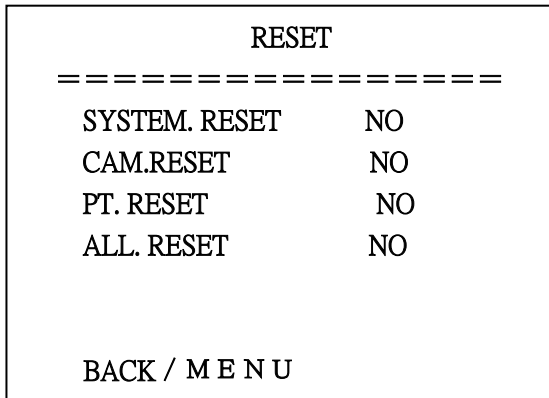 RESET
=================
SYSTEM. RESET NO
CAM.RESET NO
PT. RESET NO
ALL. RESET NO
BACK / M E N U